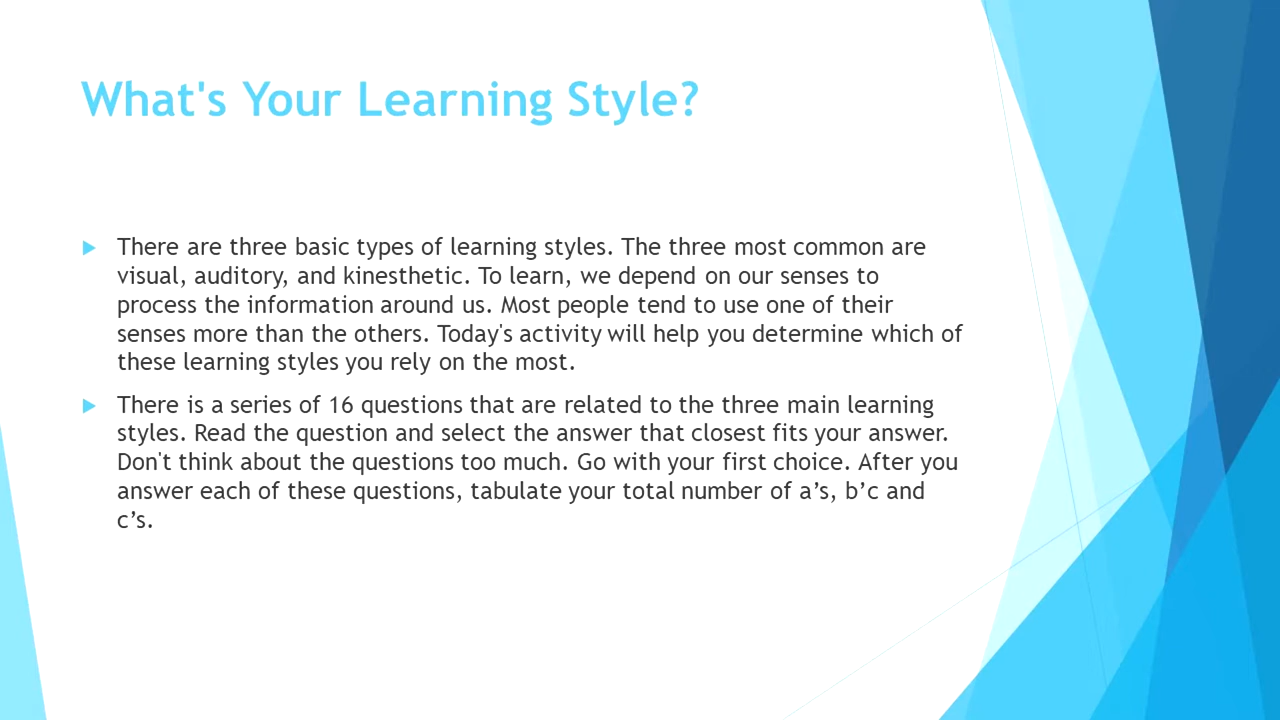 What's Your Learning Style?
There are three basic types of learning styles. The three most common are
visual, auditory, and kinesthetic. To learn, we depend on our senses to
process the information around us. Most people tend to use one of their
senses more than the others. Today's activity will help you determine which of
these learning styles you rely on the most.
There is a series of 16 questions that are related to the three main learning
styles. Read the question and select the answer that closest fits your answer.
Don't think about the questions too much. Go with your first choice. After you
answer each of these questions, tabulate your total number of a’s, b’c and
c’s.